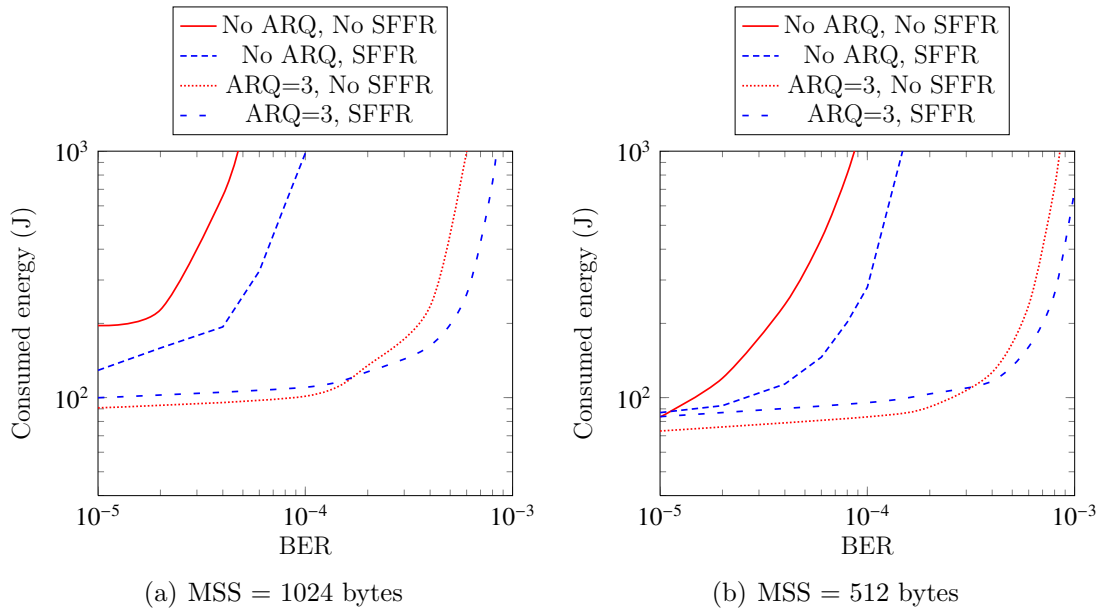 No ARQ, No SFFR
No ARQ, SFFR
ARQ=3, No SFFR
ARQ=3, SFFR
10^3
10^2
Consumed energy (J)
10^-5
10^-4
10^-3
BER
(a) MSS = 1024 bytes
No ARQ, No SFFR
No ARQ, SFFR
ARQ=3, No SFFR
ARQ=3, SFFR
10^3
10^2
Consumed energy (J)
10^-5
10^-4
10^-3
BER
(b) MSS = 512 bytes